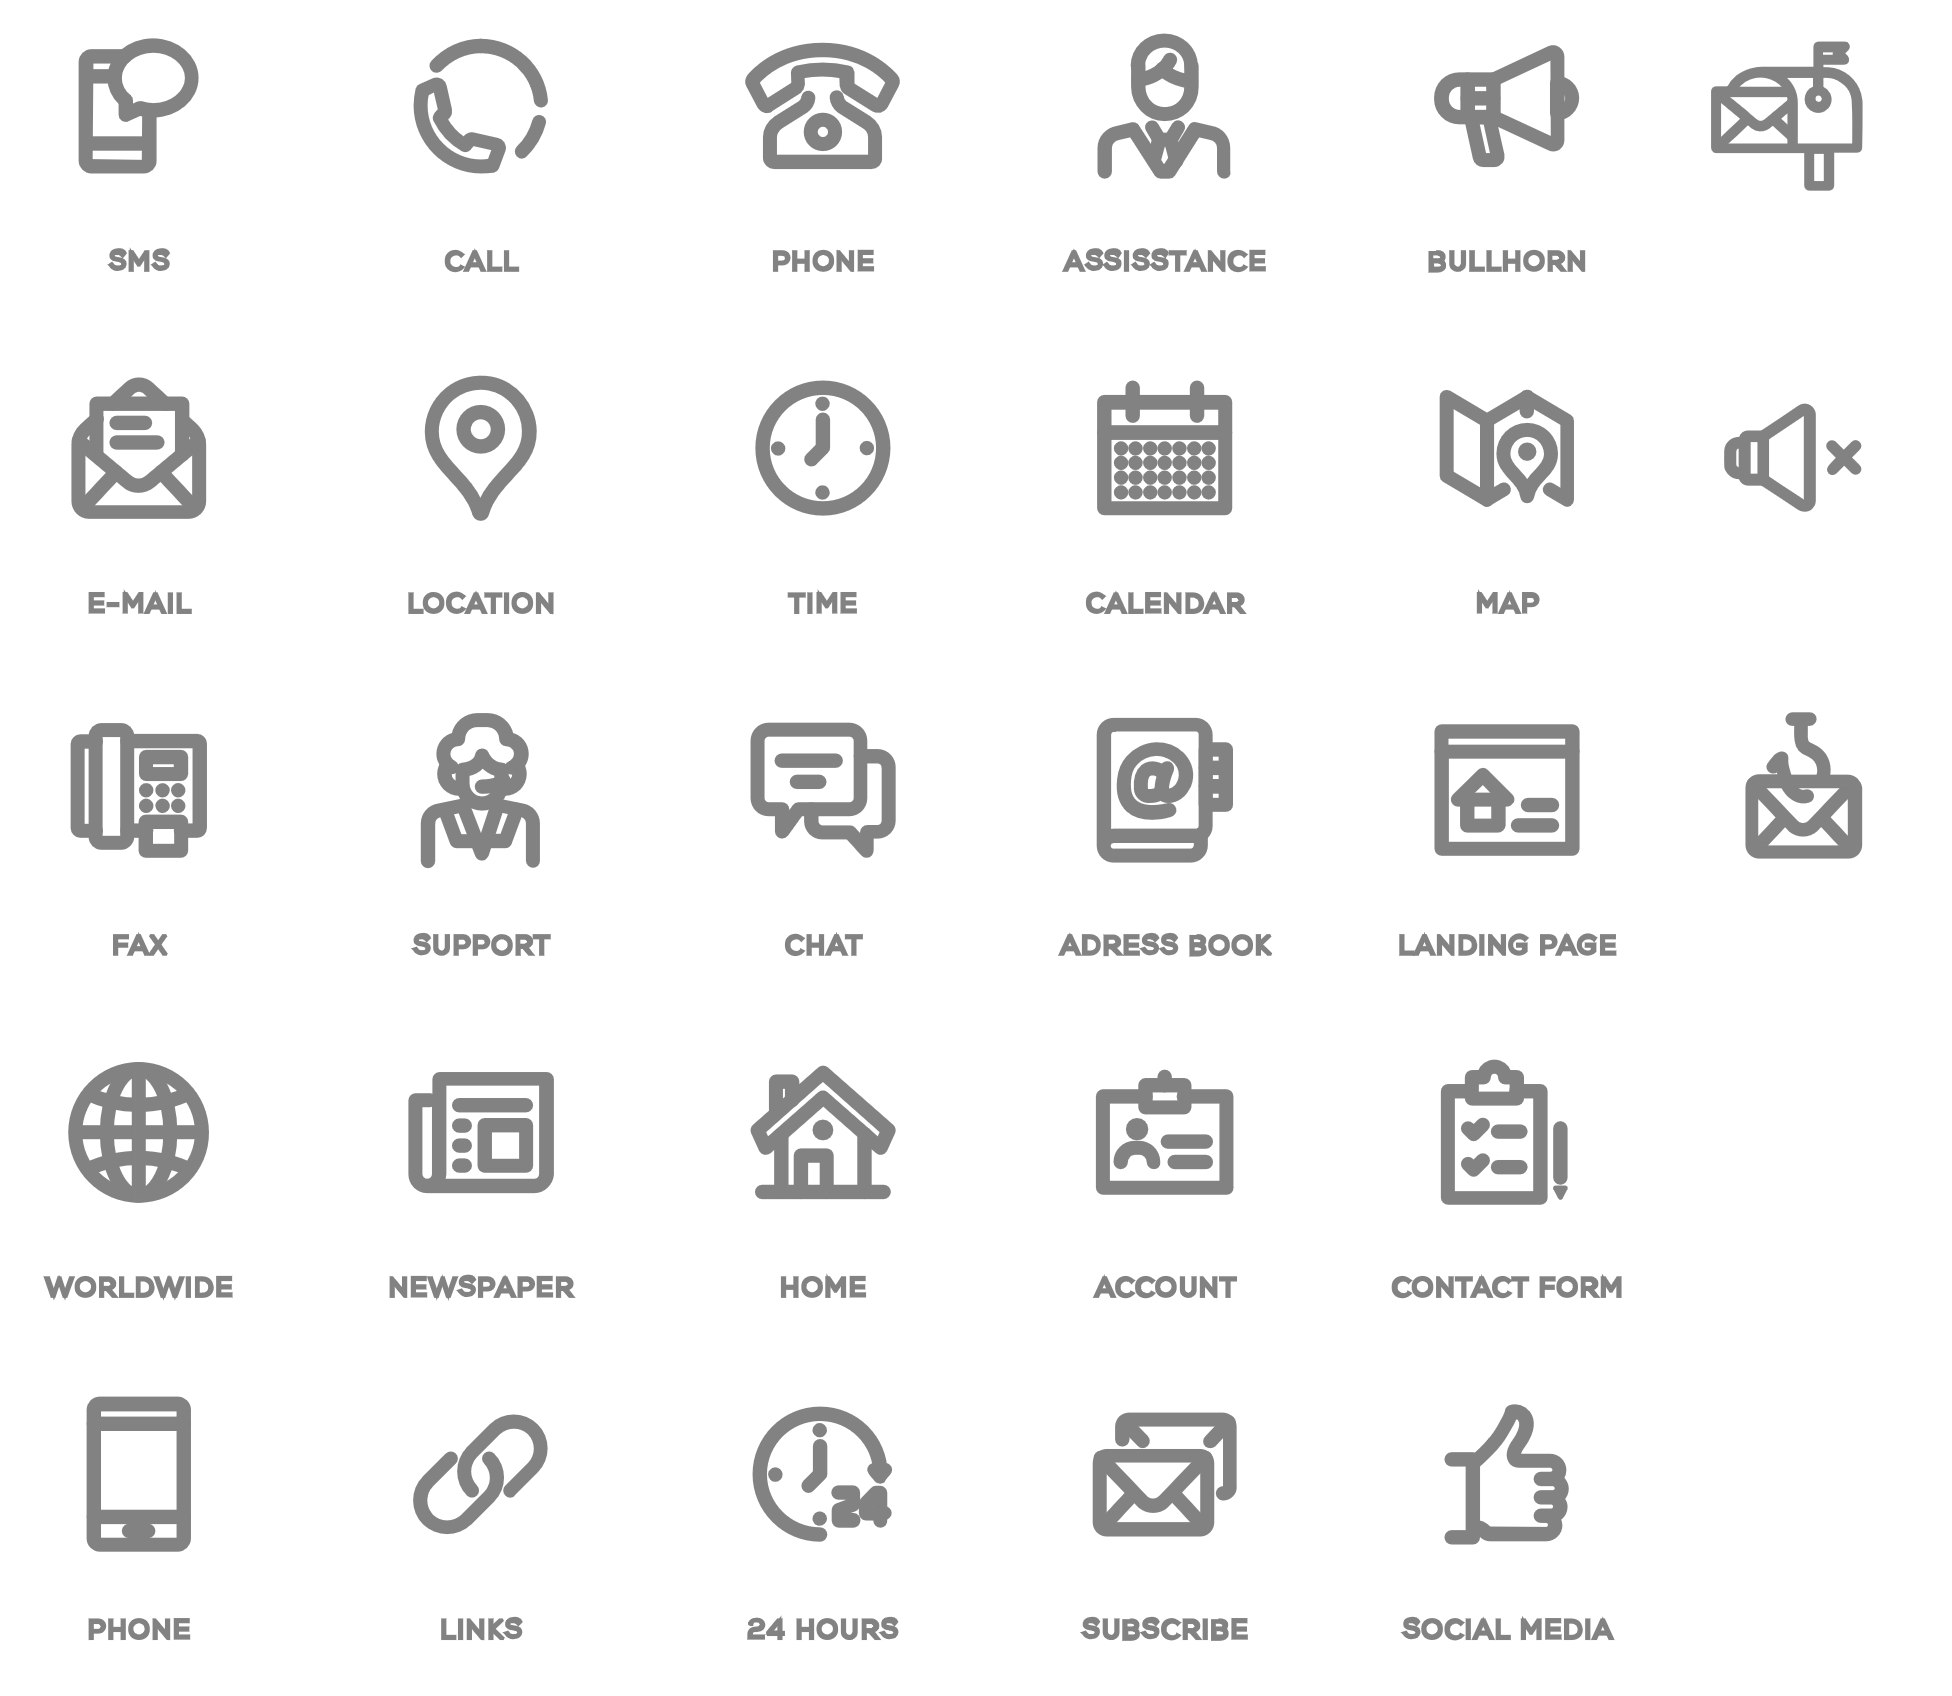 SMS CALL PHONE ASSISSTANCE BULLHORN
E-MAIL LOCATION TIME CALENDAR MAP
@
FAX SUPPORT CHAT ADRESS BOOK LANDING PAGE
WORLDWIDE NEWSPAPER HOME ACCOUNT CONTACT FORM
24
PHONE LINKS 24 HOURS SUBSCRIBE SOCIAL MEDIA